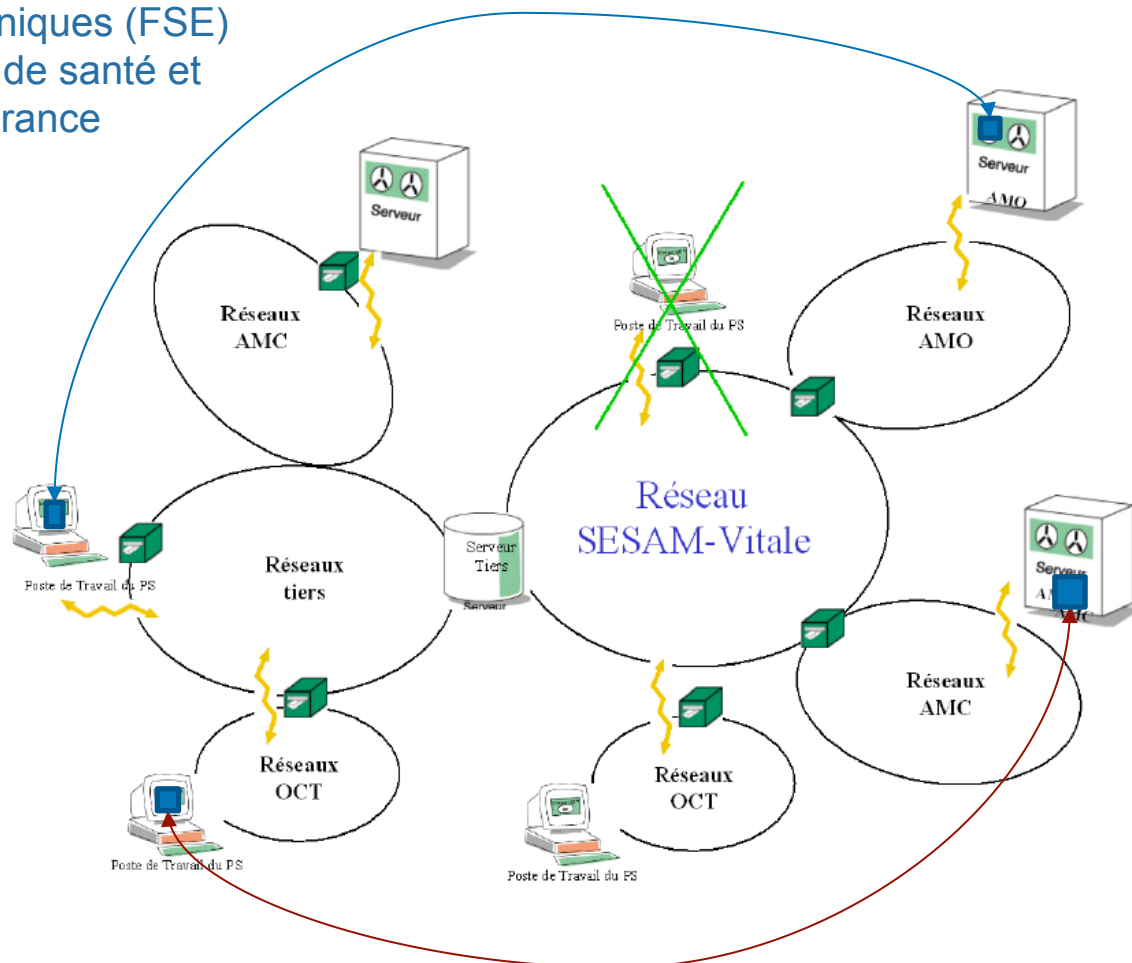 niques (FSE)
de santé et
rance
Serveur
AMO
Serveur
Poste de Travail du PS
Réseaux
AMC
Réseaux
AMO
Réseau
SESAM-Vitale
Serveur
Tiers
Serveur
Réseaux
tiers
Poste de Travail du PS
Serveur
AMC
Réseaux
AMC
Réseaux
OCT
Poste de Travail du PS
Réseaux
OCT
Poste de Travail du PS